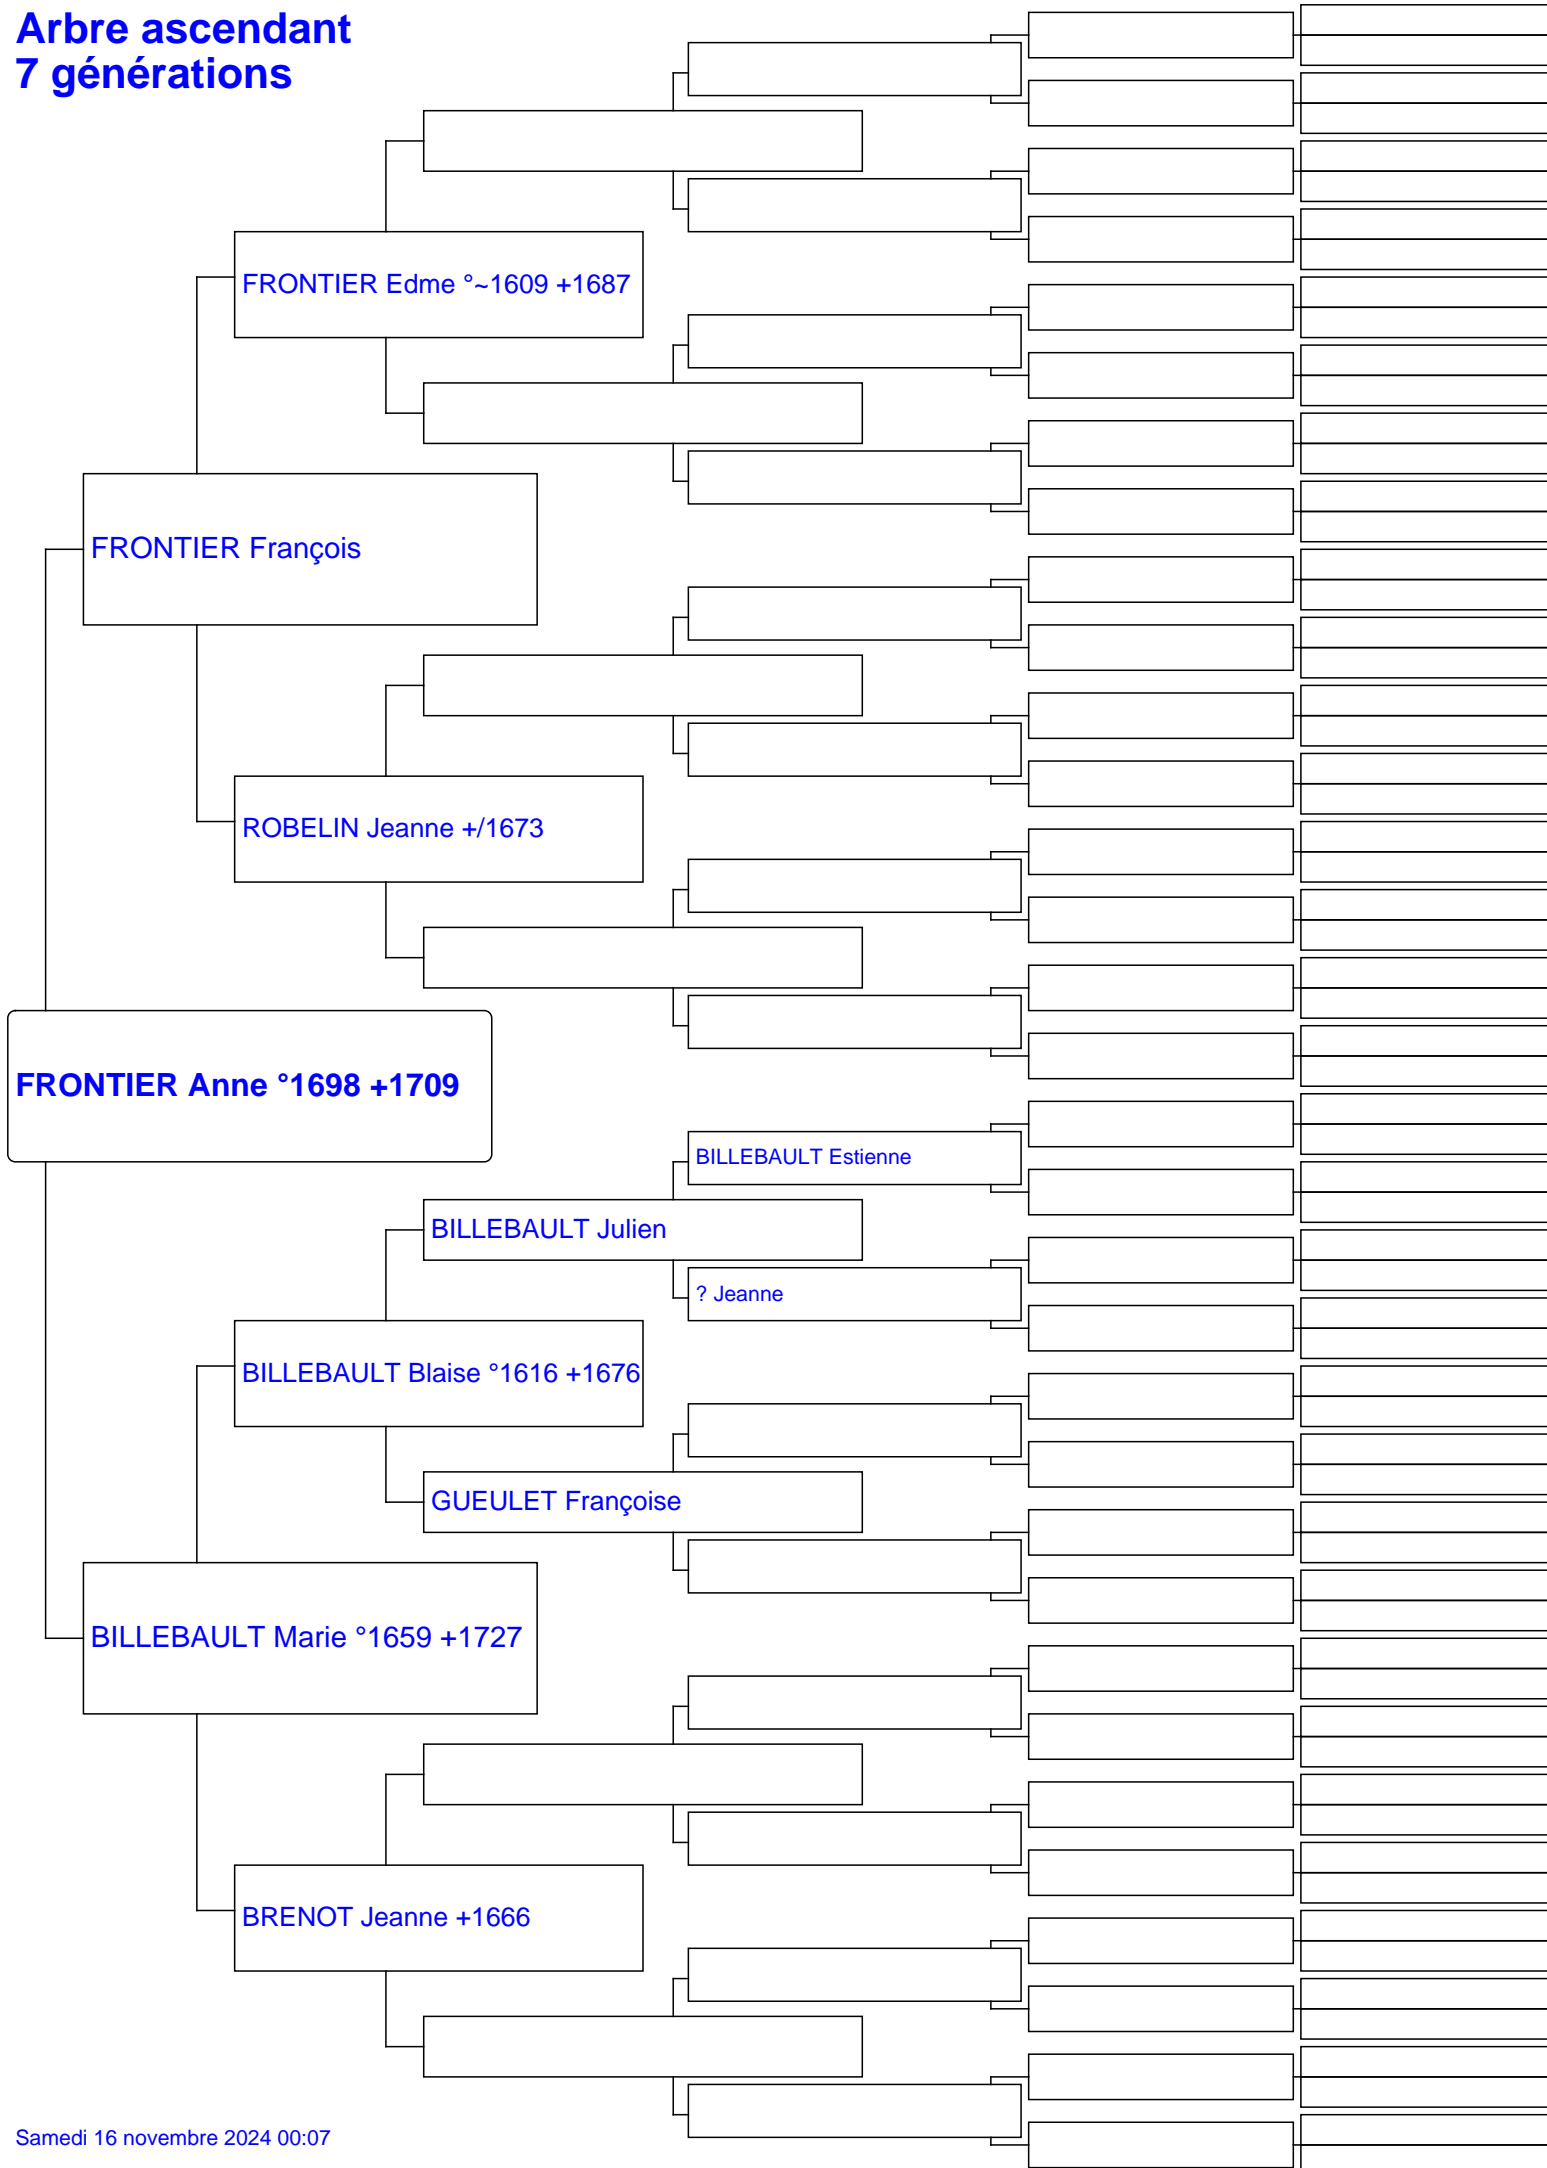 Arbre ascendant
7 générations
FRONTIER Edme °~1609 +1687
FRONTIER François
ROBELIN Jeanne +/1673
FRONTIER Anne °1698 +1709
BILLEBAULT Estienne
BILLEBAULT Julien
? Jeanne
BILLEBAULT Blaise °1616 +1676
GUEULET Françoise
BILLEBAULT Marie °1659 +1727
BRENOT Jeanne +1666
Samedi 16 novembre 2024 00:07